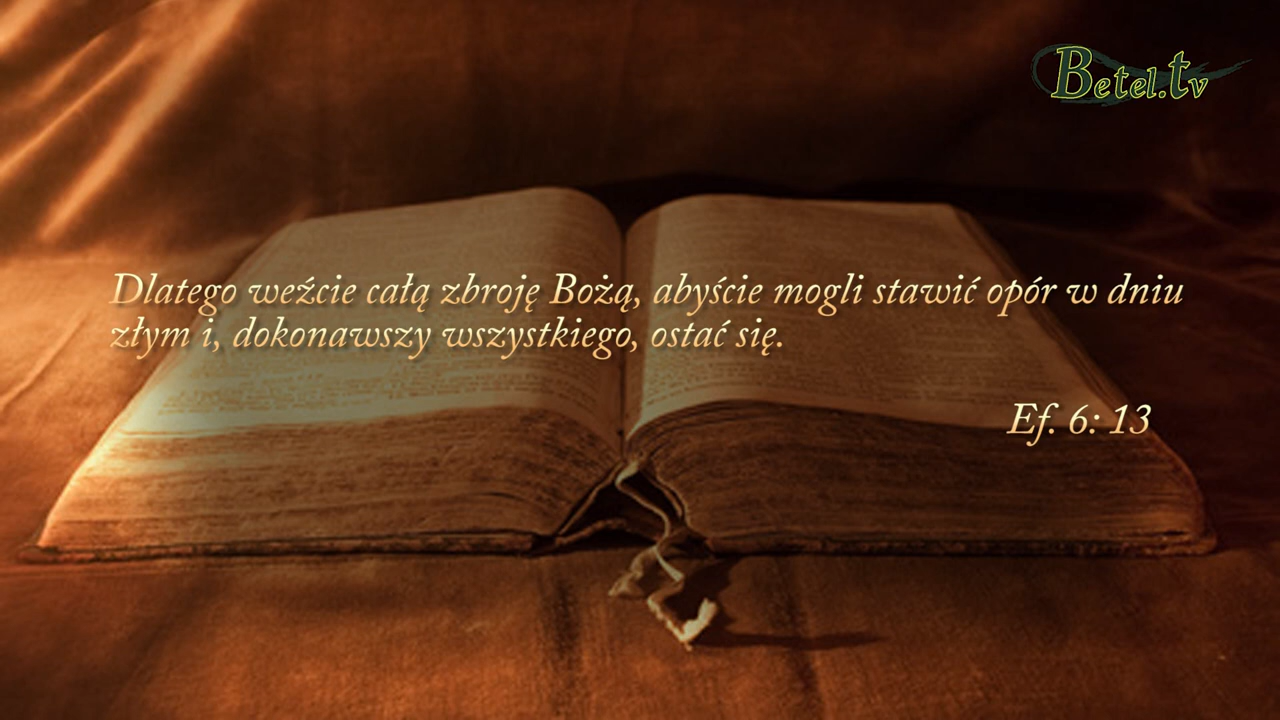 Betel.tv
Dlatego weźcie całą zbroję Bożą, abyście mogli stawić opór w dniu
złym i, dokonawszy wszystkiego, ostać się.
Ef. 6: 13